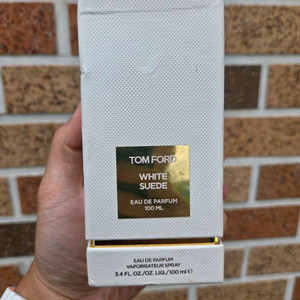 TOM FORD
WHITE
SUEDE
EAU DE PARFUM
100 ML
EAU DE PARFUM
VAPORISATEUR SPRAY
3.4 FL. OZ./OZ. LIQ./100 ml ℮